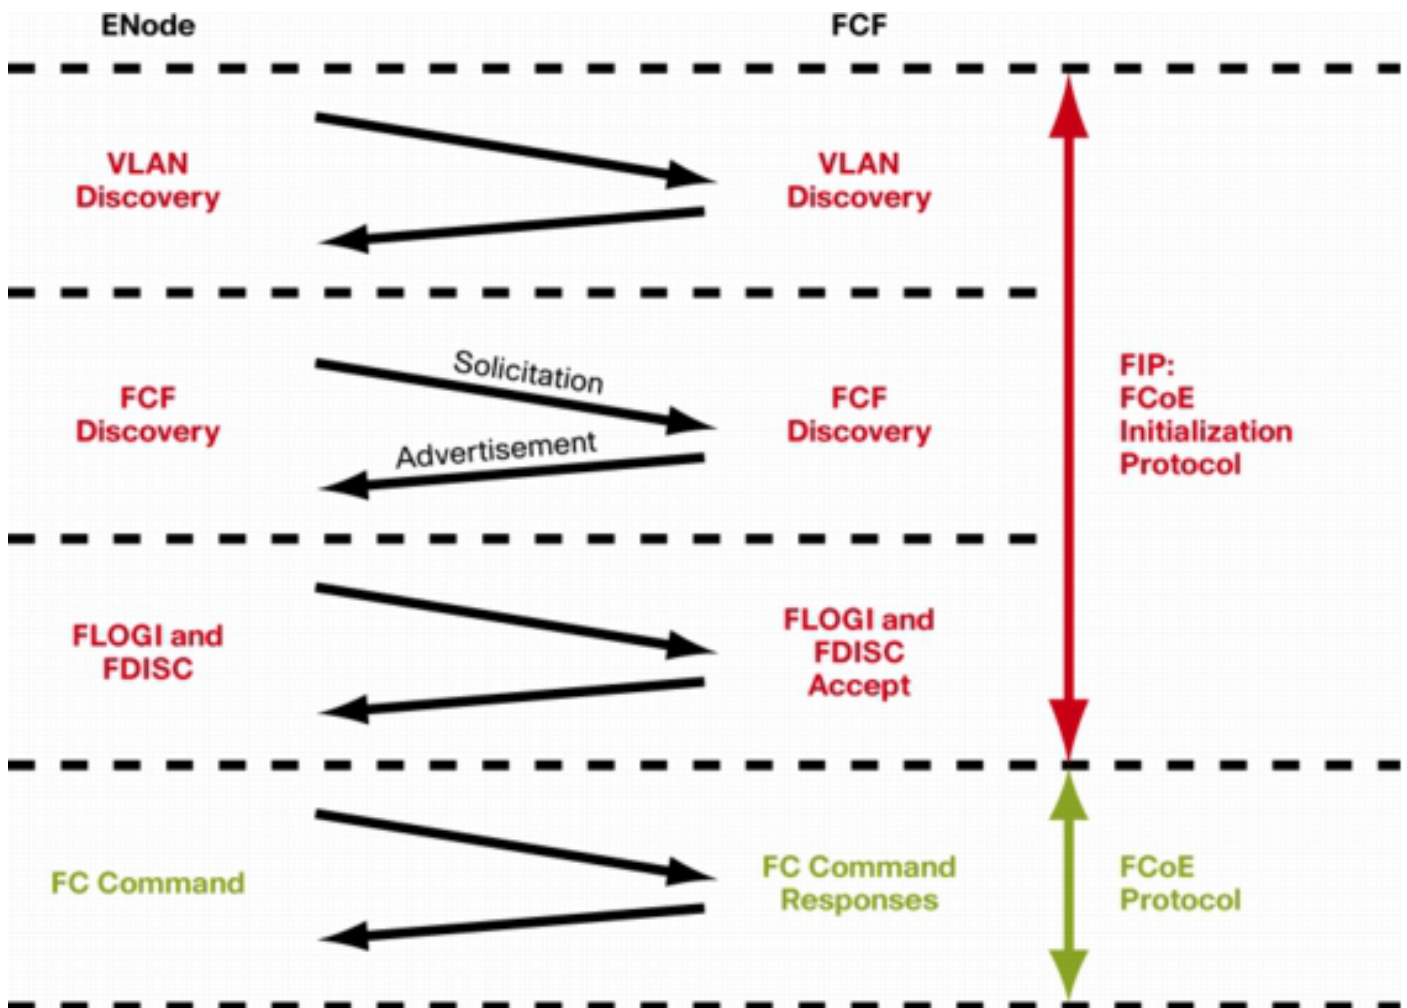 ENode
FCF
VLAN
Discovery
VLAN
Discovery
FCF
Discovery
Solicitation
Advertisement
FCF
Discovery
FIP:
FCoE
Initialization
Protocol
FLOGI and
FDISC
FLOGI and
FDISC
Accept
FC Command
FC Command
Responses
FCoE
Protocol